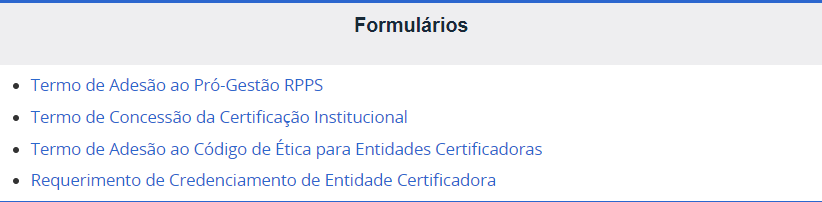 Formulários
Termo de Adesão ao Pró-Gestão RPPS
Termo de Concessão da Certificação Institucional
Termo de Adesão ao Código de Ética para Entidades Certificadoras
Requerimento de Credenciamento de Entidade Certificadora